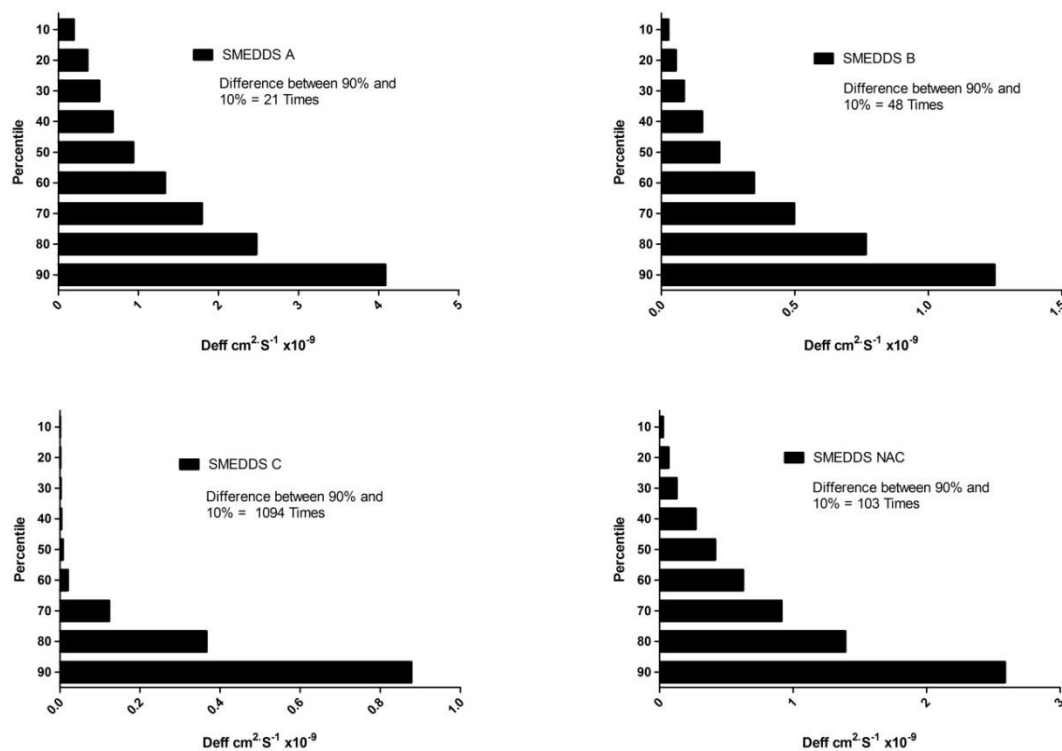 Percentile
10
20
30
40
50
60
70
80
90
SMEDDS A
Difference between 90% and
10% = 21 Times
0
1
2
3
4
5
Deff cm²·S⁻¹ x10⁻⁹
Percentile
10
20
30
40
50
60
70
80
90
SMEDDS B
Difference between 90% and
10% = 48 Times
0.0
0.5
1.0
1.5
Deff cm²·S⁻¹ x10⁻⁹
Percentile
10
20
30
40
50
60
70
80
90
SMEDDS C
Difference between 90% and
10% = 1094 Times
0.0
0.2
0.4
0.6
0.8
1.0
Deff cm²·S⁻¹ x10⁻⁹
Percentile
10
20
30
40
50
60
70
80
90
SMEDDS NAC
Difference between 90% and
10% = 103 Times
0
1
2
3
Deff cm²·S⁻¹ x10⁻⁹